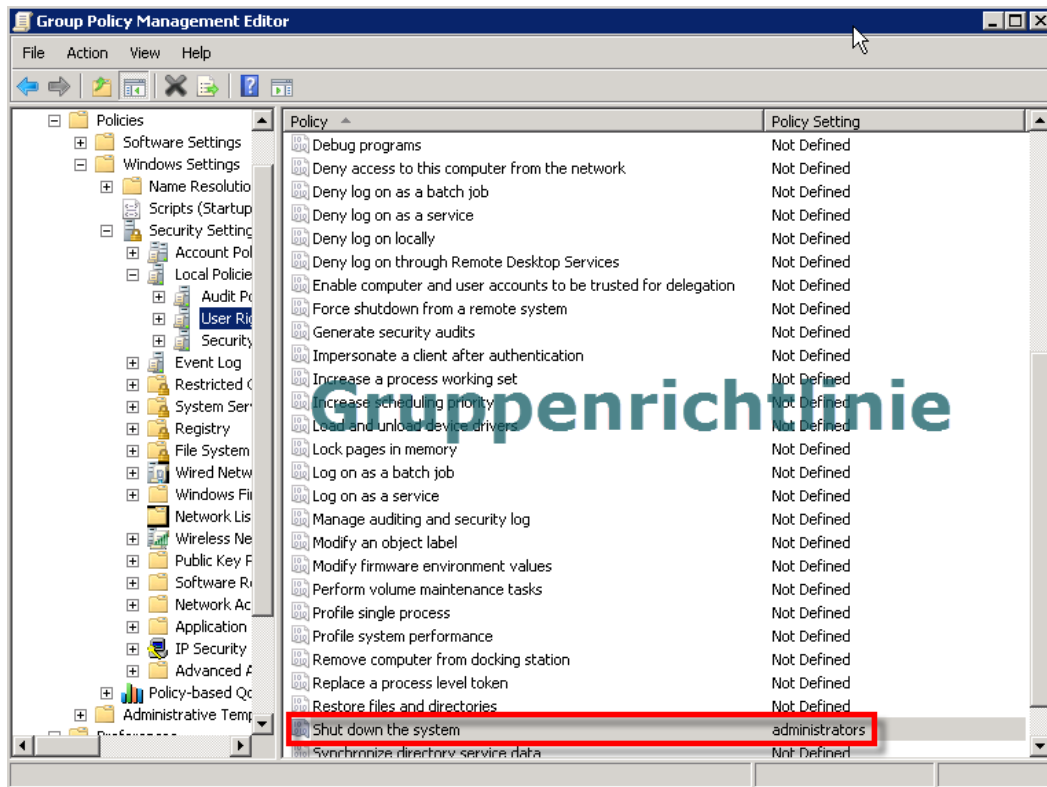 Group Policy Management Editor
File Action View Help
Policies
Software Settings
Windows Settings
Name Resolutio
Scripts (Startup
Security Setting
Account Pol
Local Policie
Audit Po
User Rig
Security
Event Log
Restricted G
System Ser
Registry
File System
Wired Netw
Windows Fir
Network Lis
Wireless Ne
Public Key P
Software Re
Network Ac
Application
IP Security
Advanced A
Policy-based Qo
Administrative Temp
Preferences
Policy Policy Setting
Debug programs Not Defined
Deny access to this computer from the network Not Defined
Deny log on as a batch job Not Defined
Deny log on as a service Not Defined
Deny log on locally Not Defined
Deny log on through Remote Desktop Services Not Defined
Enable computer and user accounts to be trusted for delegation Not Defined
Force shutdown from a remote system Not Defined
Generate security audits Not Defined
Impersonate a client after authentication Not Defined
Increase a process working set Not Defined
Increase scheduling priority Not Defined
Load and unload device drivers Not Defined
Gruppenrichtlinie
Lock pages in memory Not Defined
Log on as a batch job Not Defined
Log on as a service Not Defined
Manage auditing and security log Not Defined
Modify an object label Not Defined
Modify firmware environment values Not Defined
Perform volume maintenance tasks Not Defined
Profile single process Not Defined
Profile system performance Not Defined
Remove computer from docking station Not Defined
Replace a process level token Not Defined
Restore files and directories Not Defined
Shut down the system administrators
Synchronize directory service data Not Defined